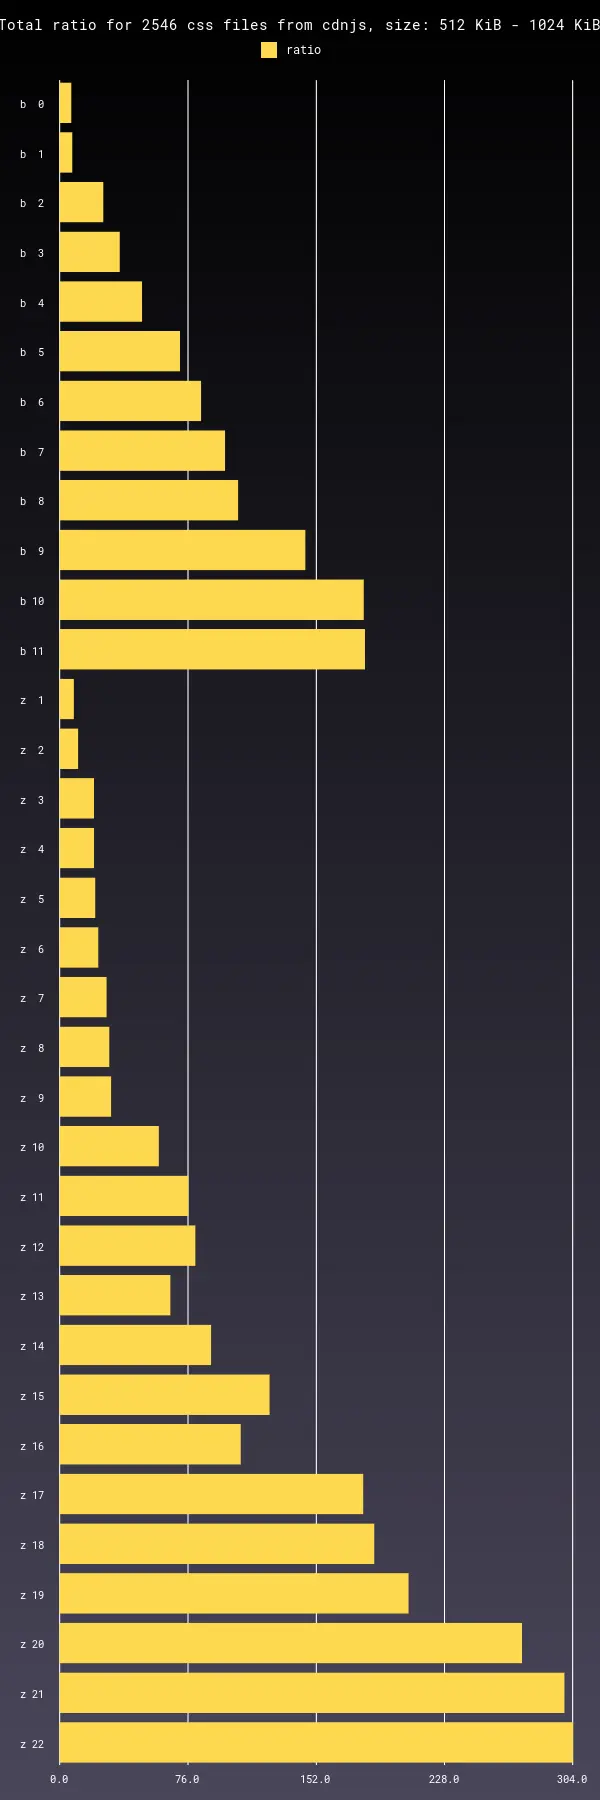 Total ratio for 2546 css files from cdnjs, size: 512 KiB - 1024 KiB
ratio
b 0
b 1
b 2
b 3
b 4
b 5
b 6
b 7
b 8
b 9
b 10
b 11
z 1
z 2
z 3
z 4
z 5
z 6
z 7
z 8
z 9
z 10
z 11
z 12
z 13
z 14
z 15
z 16
z 17
z 18
z 19
z 20
z 21
z 22
0.0 76.0 152.0 228.0 304.0